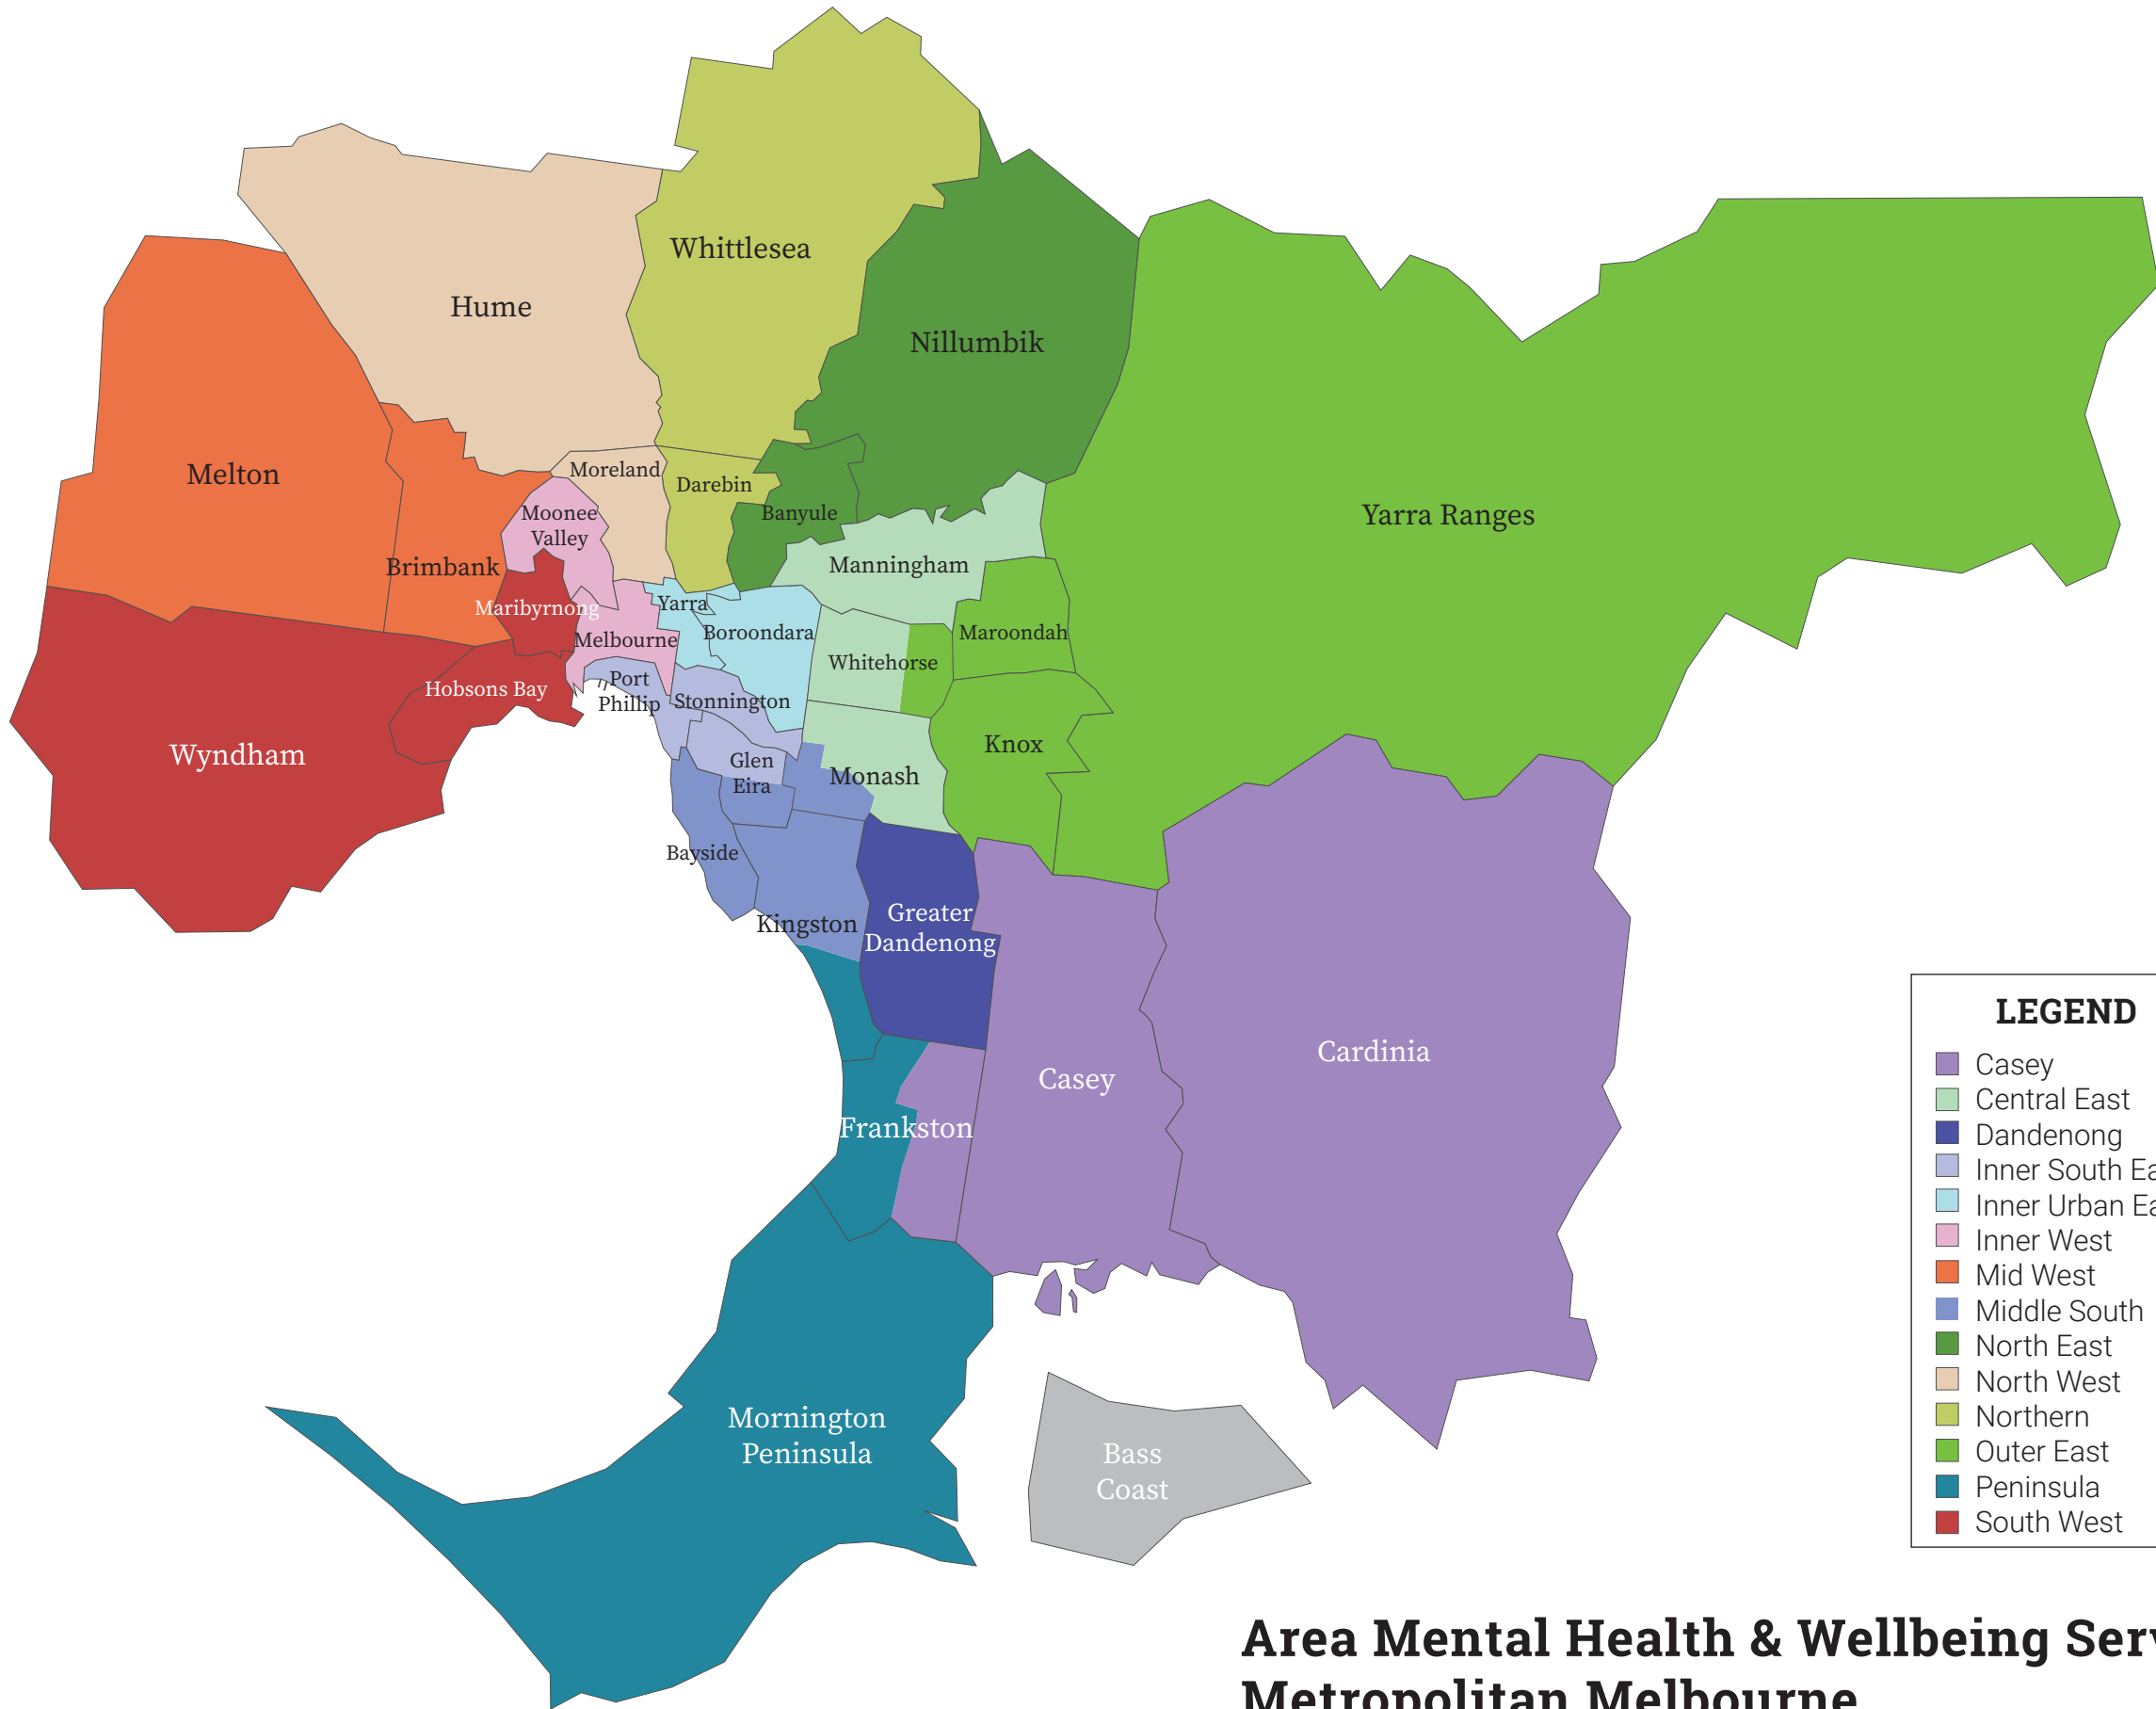 Whittlesea
Hume
Nillumbik
Melton
Moreland
Darebin
Moonee
Valley
Banyule
Yarra Ranges
Brimbank
Manningham
Maribyrnong
Yarra
Melbourne
Boroondara
Maroondah
Whitehorse
Hobsons Bay
Port
Phillip
Stonnington
Wyndham
Knox
Glen
Eira
Monash
Bayside
Kingston
Greater
Dandenong
Cardinia
Casey
Frankston
Mornington
Peninsula
Bass
Coast
LEGEND
Casey
Central East
Dandenong
Inner South Ea
Inner Urban Ea
Inner West
Mid West
Middle South
North East
North West
Northern
Outer East
Peninsula
South West
Area Mental Health & Wellbeing Serv
Metropolitan Melbourne